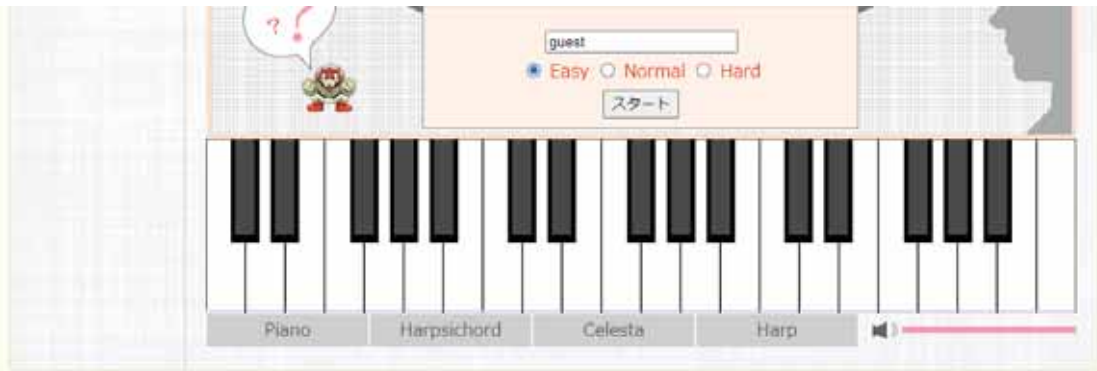 ? ?
guest
Easy Normal Hard
スタート
Piano Harpsichord Celesta Harp